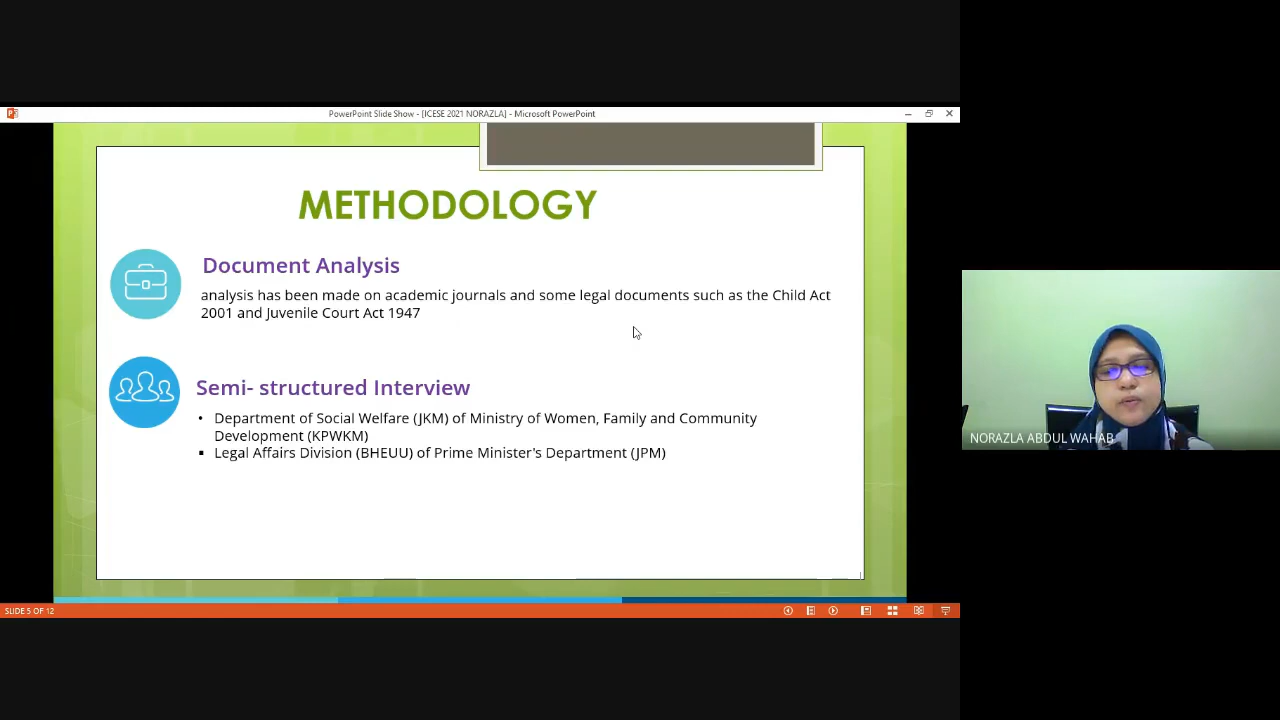 PowerPoint Slide Show - [ICESE 2021 NORAZLA] - Microsoft PowerPoint
METHODOLOGY
Document Analysis
analysis has been made on academic journals and some legal documents such as the Child Act
2001 and Juvenile Court Act 1947
Semi- structured Interview
• Department of Social Welfare (JKM) of Ministry of Women, Family and Community
Development (KPWKM)
▪ Legal Affairs Division (BHEUU) of Prime Minister's Department (JPM)
NORAZLA ABDUL WAHAB
SLIDE 5 OF 12